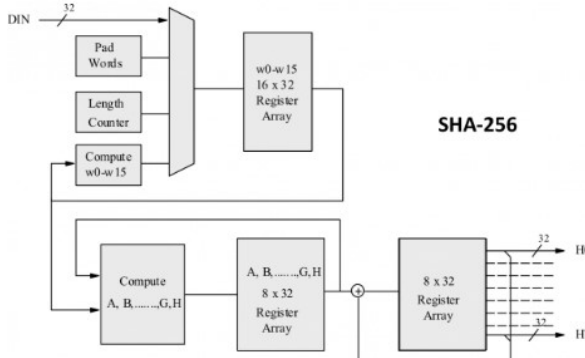 DIN
32
Pad
Words
Length
Counter
Compute
w0-w15
w0-w15
16 x 32
Register
Array
SHA-256
Compute
A, B,.......,G,H
A, B,.......,G, H
8 x 32
Register
Array
8 x 32
Register
Array
32
32